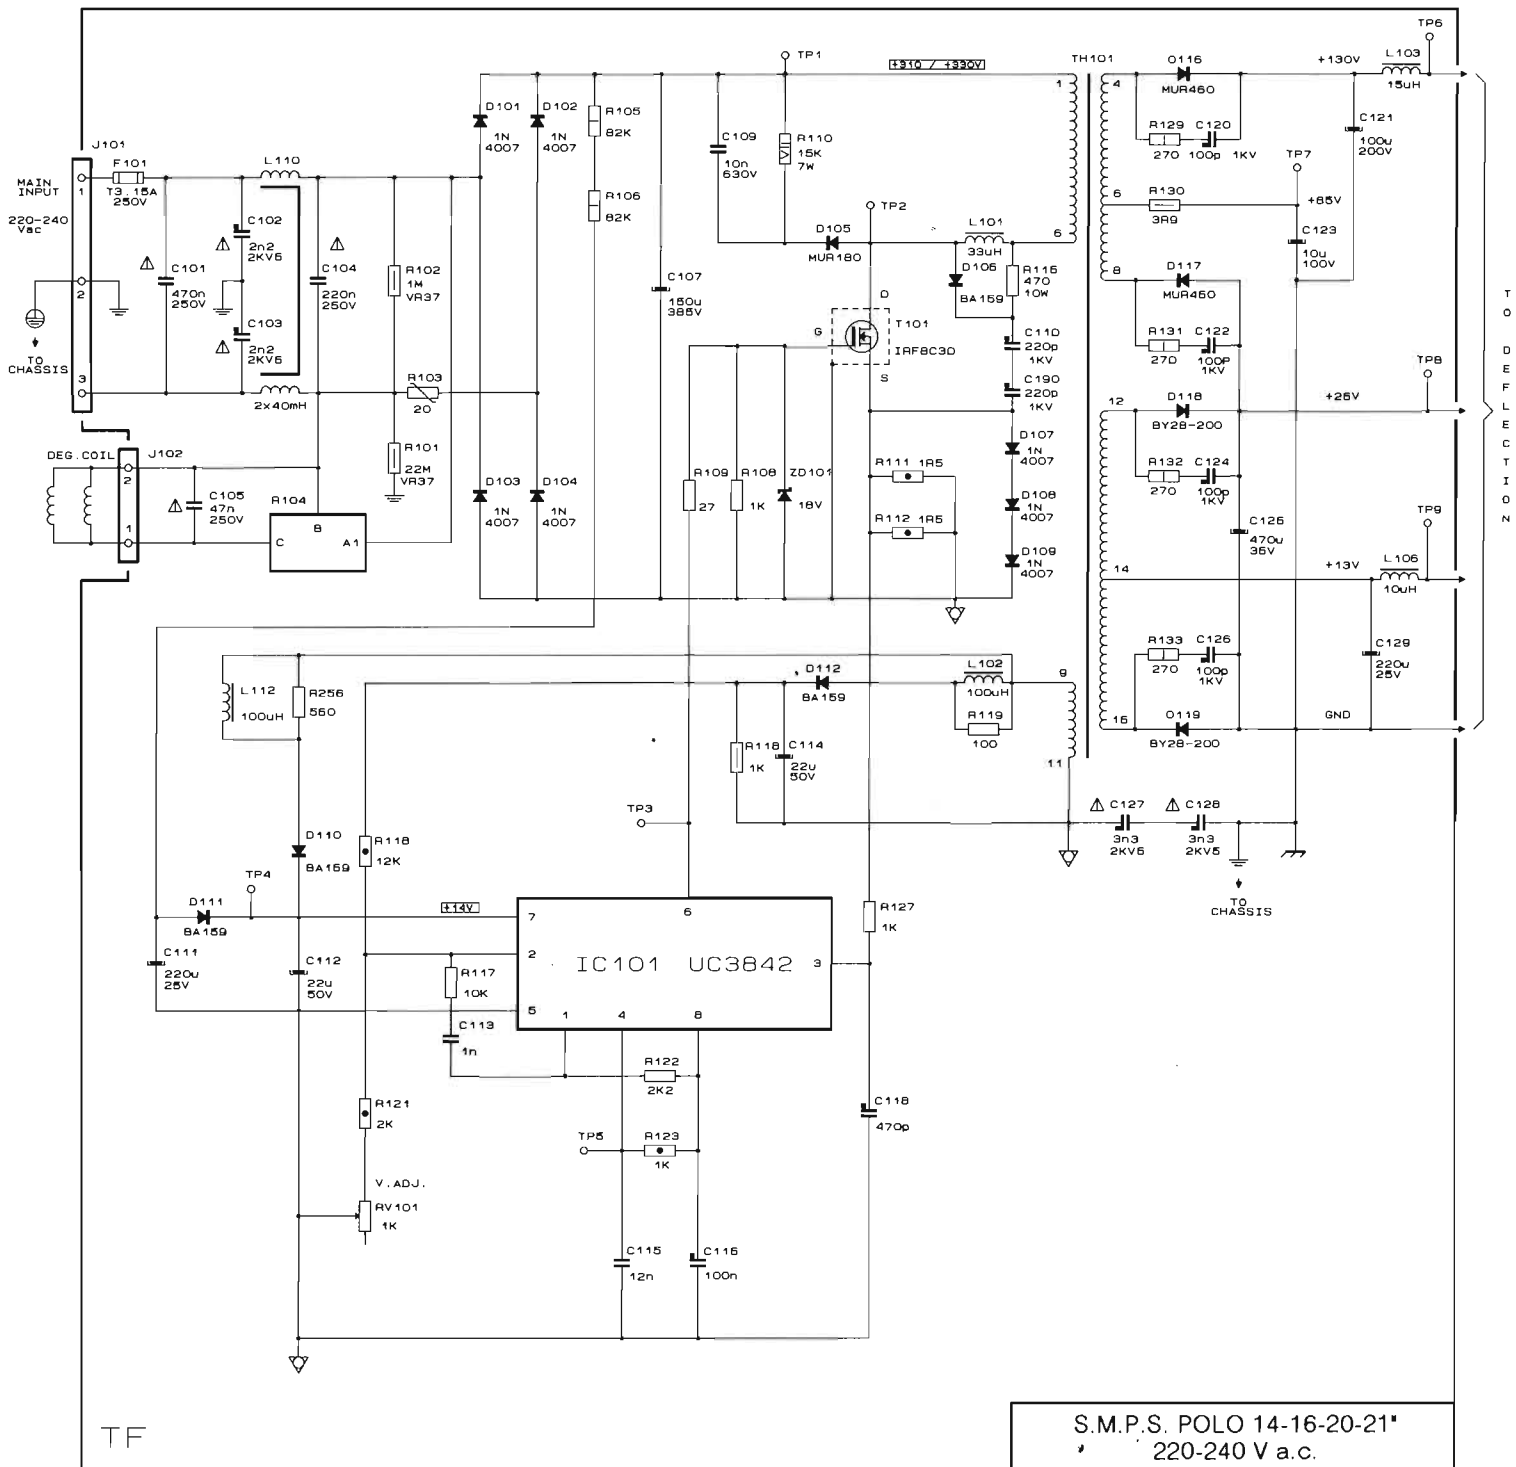 TP6
TP1
+310 / +330V
TH101
D116
MUR460
+130V
L103
15uH
1
4
D101
1N
4007
D102
1N
4007
R105
82K
C109
10n
630V
R110
15K
7W
R129
270
C120
100p
1KV
C121
100u
200V
J101
F101
T3.15A
250V
L110
MAIN
INPUT
1
220-240
Vac
R106
82K
TP2
TP7
6
R130
3R9
+85V
C102
2n2
2KV5
D105
MUR180
L101
33uH
6
C123
10u
100V
C101
470n
250V
C104
220n
250V
R102
1M
VR37
C107
150u
385V
D106
BA159
R115
470
10W
8
D117
MUR460
2
TO
CHASSIS
C103
2n2
2KV5
G
D
T101
IRF8C30
S
C110
220p
1KV
R131
270
C122
100P
1KV
TO DEFLECTION
3
2x40mH
R103
20
C190
220p
1KV
12
D118
BY28-200
+25V
TP8
DEG.COIL
J102
2
R101
22M
VR37
D107
1N
4007
C105
47n
250V
R104
B
C
A1
1
D103
1N
4007
D104
1N
4007
R109
27
R108
1K
ZD101
18V
R111 1R5
R132
270
C124
100p
1KV
D108
1N
4007
R112 1R5
C125
470u
35V
TP9
D109
1N
4007
14
+13V
L106
10uH
C129
220u
25V
R133
270
C126
100p
1KV
D112
BA159
L102
100uH
9
L112
100uH
R256
560
R119
100
GND
16
D119
BY28-200
R118
1K
C114
22u
50V
11
TP3
C127
3n3
2KV5
C128
3n3
2KV5
TO
CHASSIS
D110
BA159
R118
12K
TP4
D111
BA159
+14V
7
6
R127
1K
C111
220u
25V
C112
22u
50V
2
R117
10K
IC101 UC3842
3
5
1
4
8
C113
1n
R122
2K2
R121
2K
C118
470p
TP5
R123
1K
V.ADJ.
RV101
1K
C115
12n
C116
100n
TF
S.M.P.S. POLO 14-16-20-21"
220-240 V a.c.